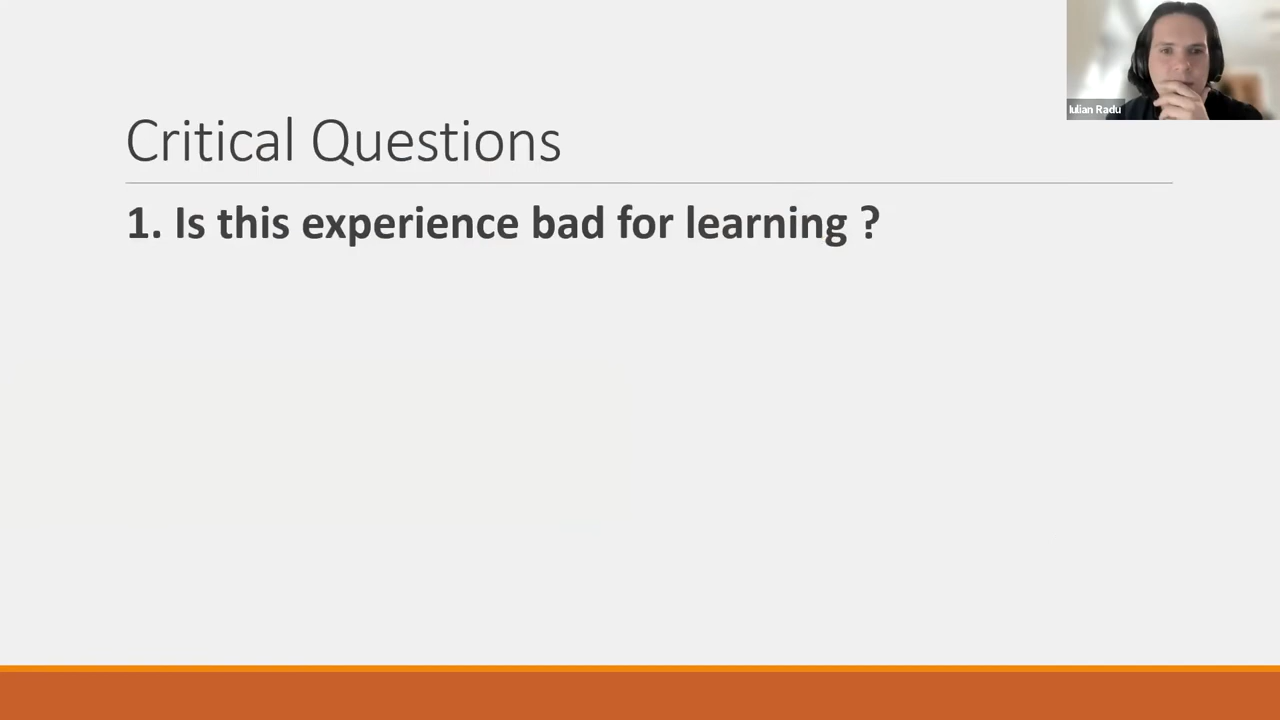 Critical Questions
1. Is this experience bad for learning ?
Iulian Radu